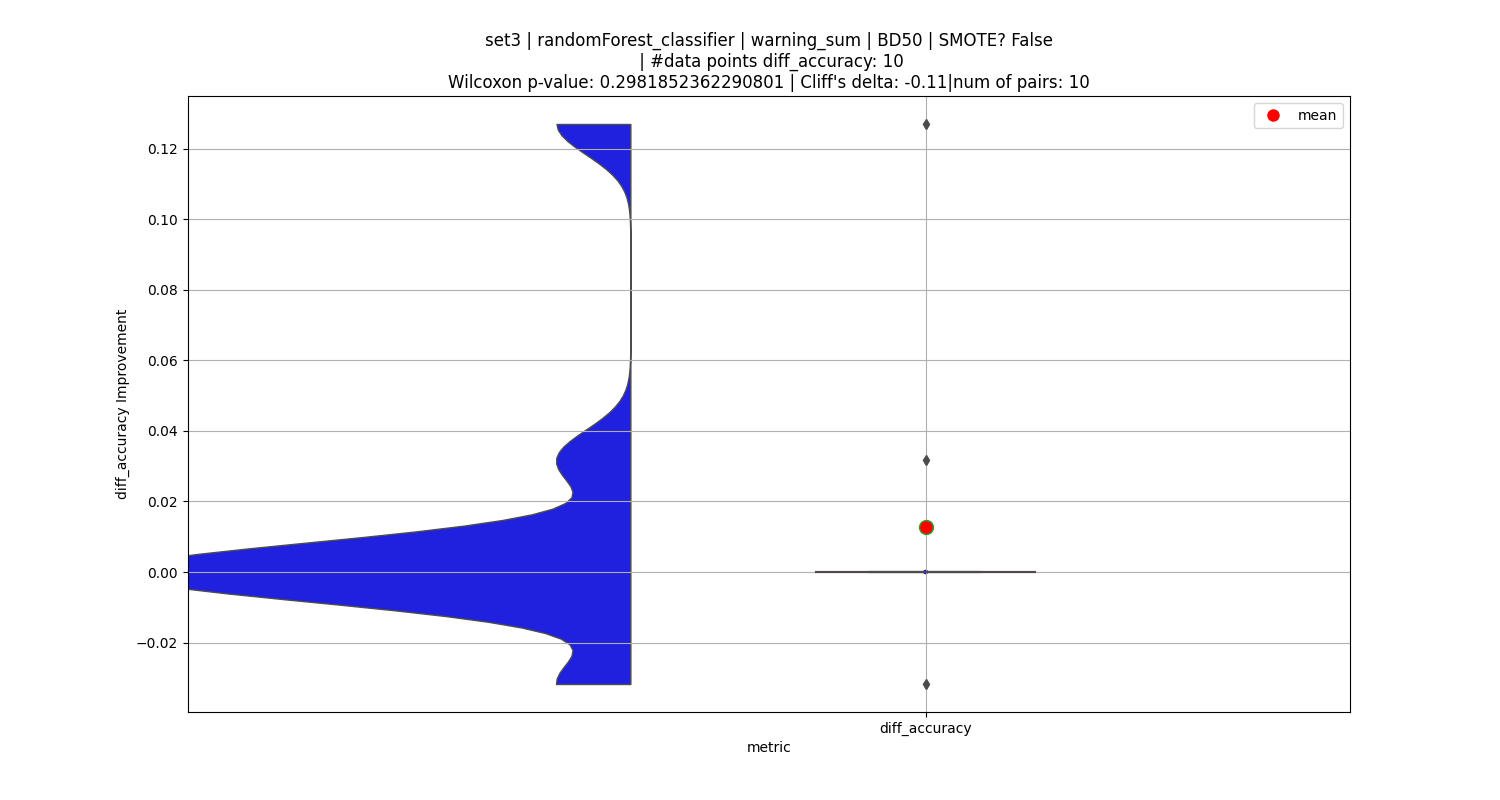 set3 | randomForest_classifier | warning_sum | BD50 | SMOTE? False
| #data points diff_accuracy: 10
Wilcoxon p-value: 0.2981852362290801 | Cliff's delta: -0.11|num of pairs: 10
mean
0.12
0.10
0.08
0.06
0.04
0.02
0.00
−0.02
diff_accuracy Improvement
diff_accuracy
metric